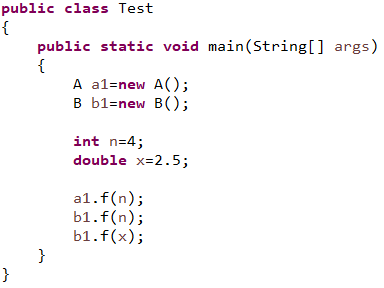 public class Test
{
    public static void main(String[] args)
    {
        A a1=new A();
        B b1=new B();

        int n=4;
        double x=2.5;

        a1.f(n);
        b1.f(n);
        b1.f(x);
    }
}